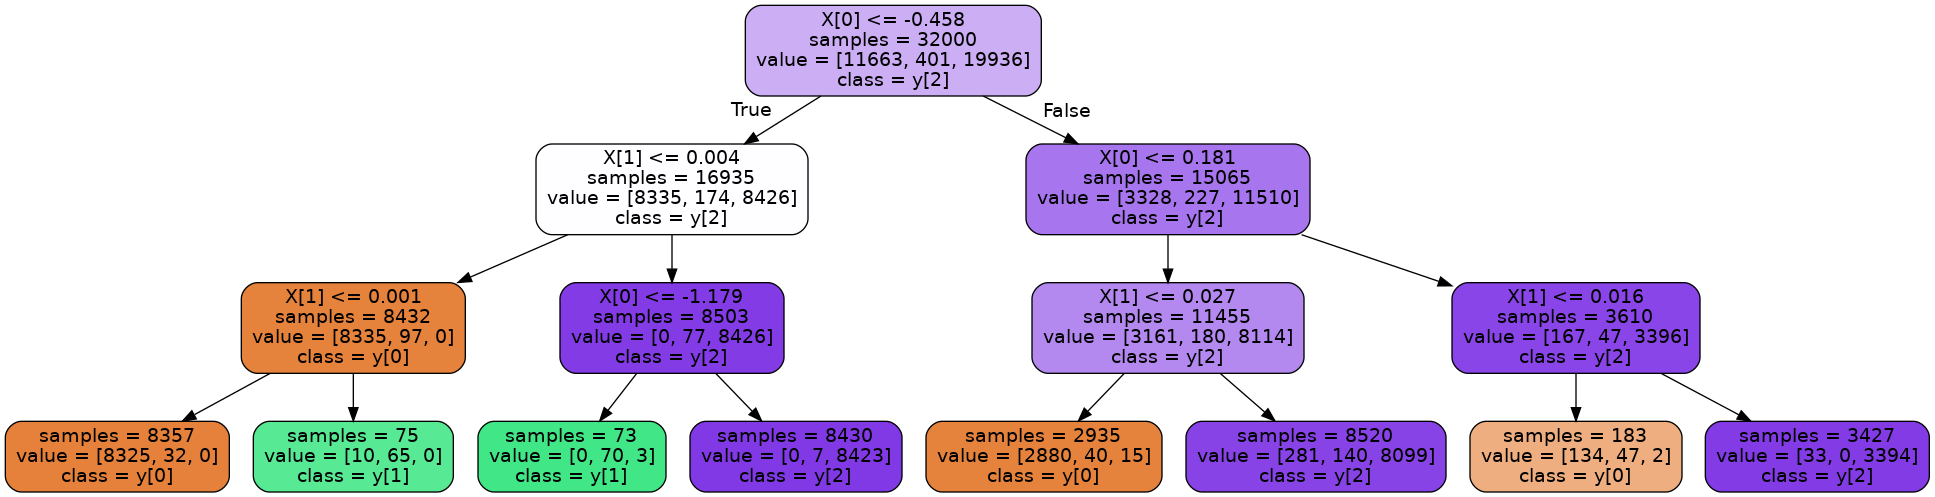 X[0] <= -0.458
samples = 32000
value = [11663, 401, 19936]
class = y[2]
True
False
X[1] <= 0.004
samples = 16935
value = [8335, 174, 8426]
class = y[2]
X[0] <= 0.181
samples = 15065
value = [3328, 227, 11510]
class = y[2]
X[1] <= 0.001
samples = 8432
value = [8335, 97, 0]
class = y[0]
X[0] <= -1.179
samples = 8503
value = [0, 77, 8426]
class = y[2]
X[1] <= 0.027
samples = 11455
value = [3161, 180, 8114]
class = y[2]
X[1] <= 0.016
samples = 3610
value = [167, 47, 3396]
class = y[2]
samples = 8357
value = [8325, 32, 0]
class = y[0]
samples = 75
value = [10, 65, 0]
class = y[1]
samples = 73
value = [0, 70, 3]
class = y[1]
samples = 8430
value = [0, 7, 8423]
class = y[2]
samples = 2935
value = [2880, 40, 15]
class = y[0]
samples = 8520
value = [281, 140, 8099]
class = y[2]
samples = 183
value = [134, 47, 2]
class = y[0]
samples = 3427
value = [33, 0, 3394]
class = y[2]